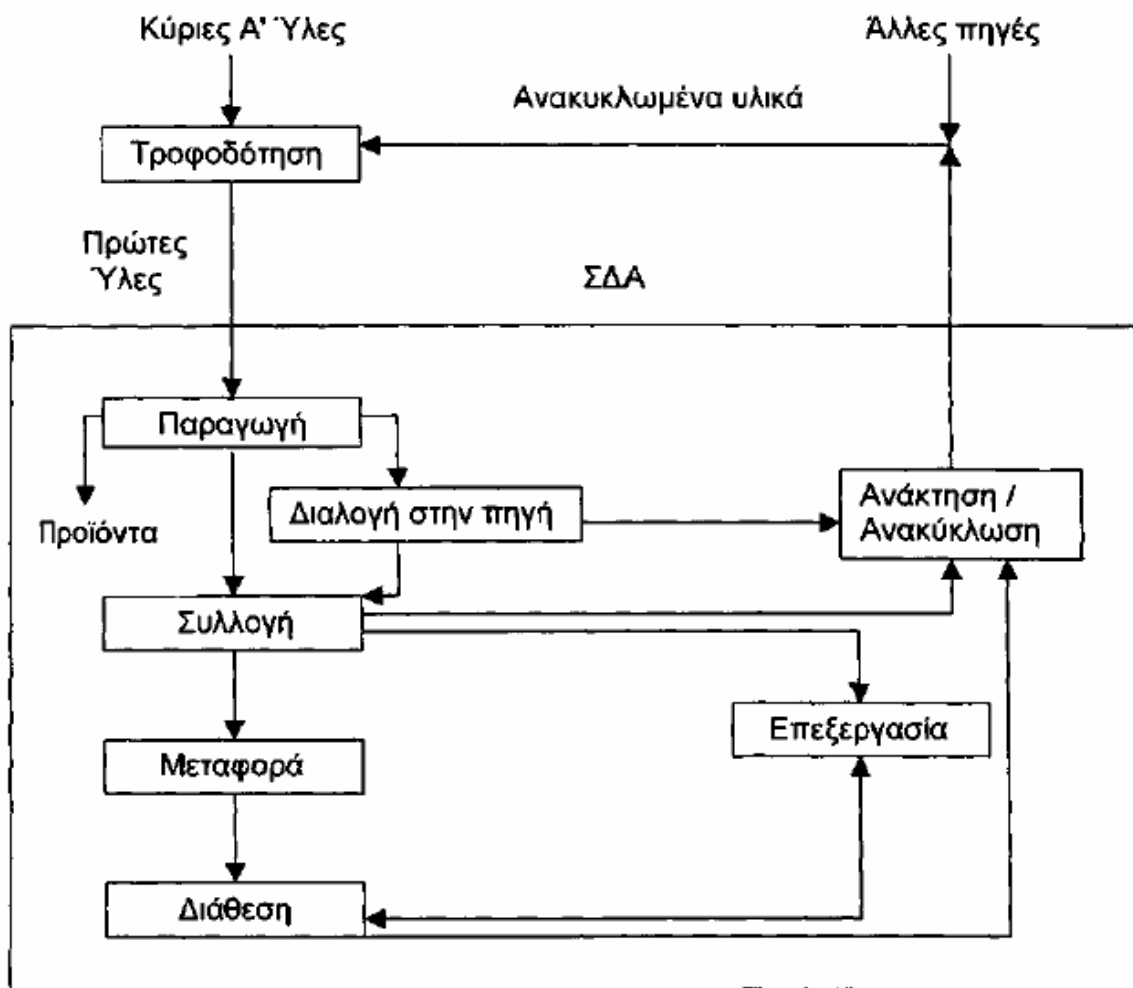 Κύριες Α' Ύλες
Άλλες πηγές
Ανακυκλωμένα υλικά
Τροφοδότηση
Πρώτες
Ύλες
ΣΔΑ
Παραγωγή
Διαλογή στην πηγή
Ανάκτηση /
Ανακύκλωση
Προϊόντα
Συλλογή
Επεξεργασία
Μεταφορά
Διάθεση